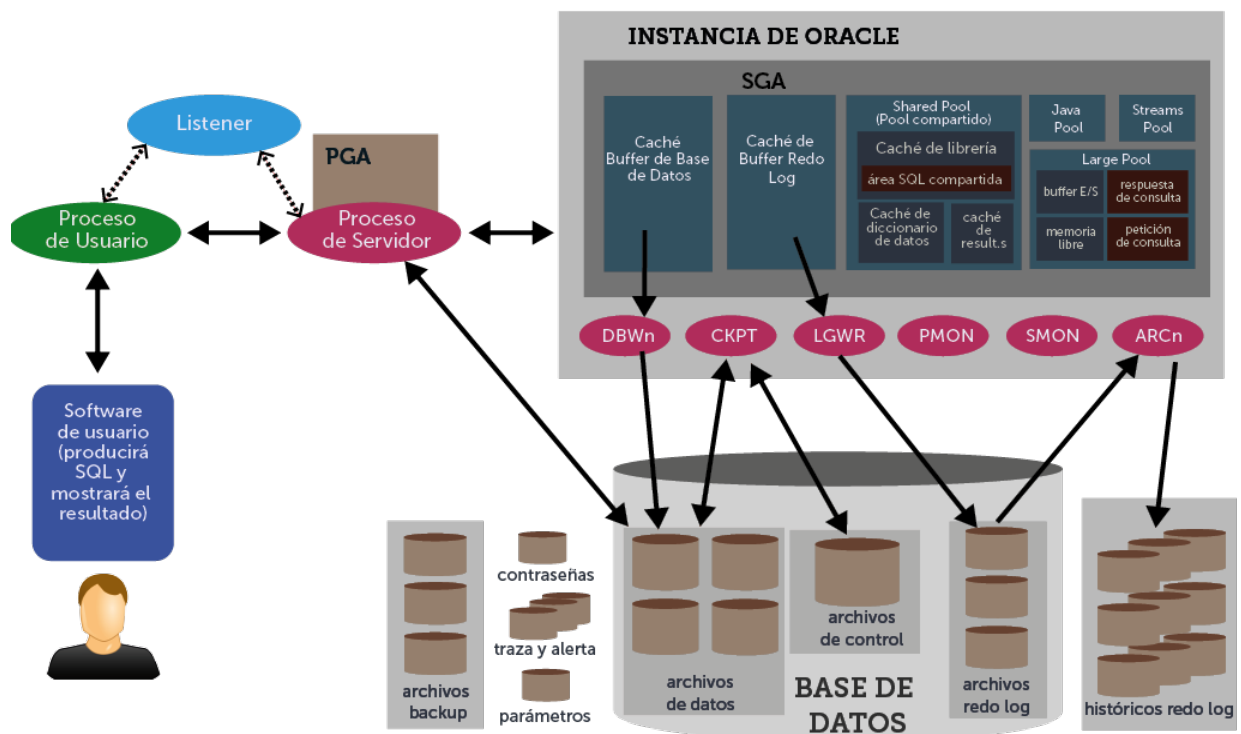 INSTANCIA DE ORACLE
SGA
Caché
Buffer de Base
de Datos
Caché de
Buffer Redo
Log
Shared Pool
(Pool compartido)
Caché de librería
área SQL compartida
Caché de
diccionario
de datos
caché
de
result.s
Java
Pool
Streams
Pool
Large Pool
buffer E/S
respuesta
de consulta
memoria
libre
petición
de consulta
Listener
PGA
Proceso
de Usuario
Proceso
de Servidor
DBWn
CKPT
LGWR
PMON
SMON
ARCn
Software
de usuario
(producirá
SQL y
mostrará el
resultado)
archivos
backup
contraseñas
traza y alerta
parámetros
archivos
de datos
archivos
de control
BASE DE
DATOS
archivos
redo log
históricos redo log